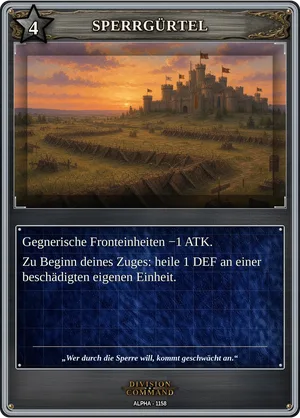 4
SPERRGÜRTEL
Gegnerische Fronteinheiten −1 ATK.
Zu Beginn deines Zuges: heile 1 DEF an einer
beschädigten eigenen Einheit.
„Wer durch die Sperre will, kommt geschwächt an.“
DIVISION
COMMAND
ALPHA - 1158